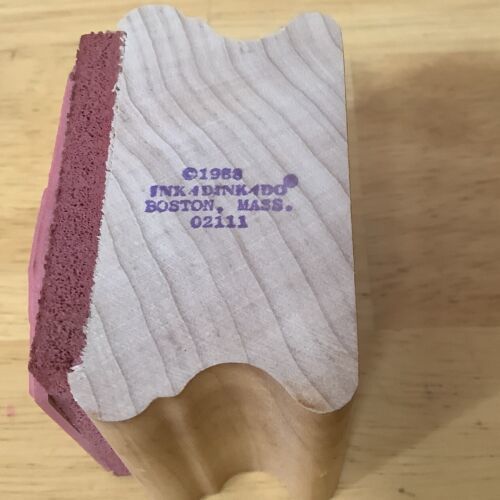 ©1988
INKADINKADO®
BOSTON, MASS.
02111